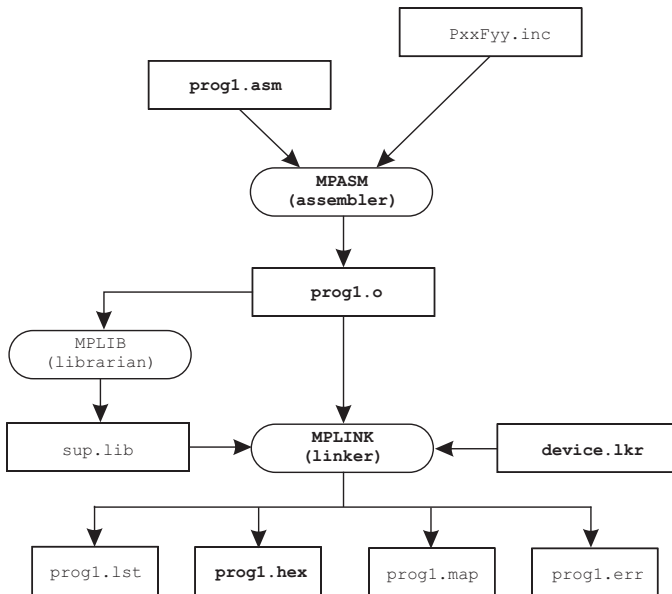 PxxFyy.inc
prog1.asm
MPASM
(assembler)
prog1.o
MPLIB
(librarian)
MPLINK
(linker)
sup.lib
device.lkr
prog1.lst
prog1.hex
prog1.map
prog1.err